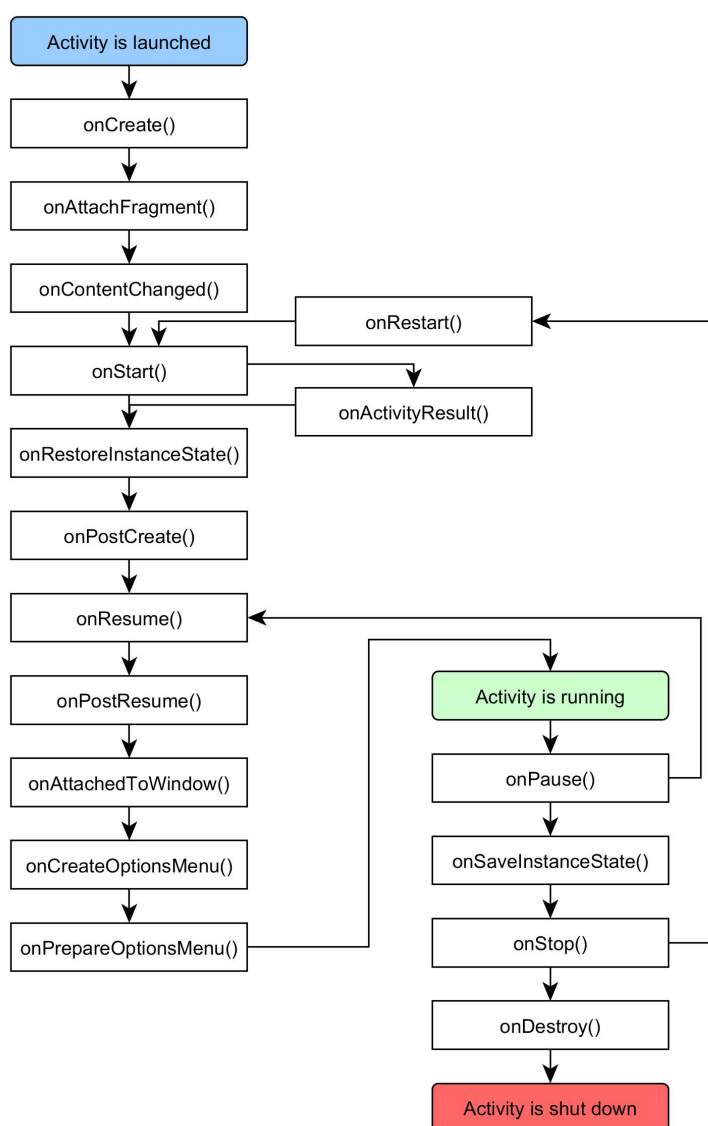 Activity is launched
onCreate()
onAttachFragment()
onContentChanged()
onRestart()
onStart()
onActivityResult()
onRestoreInstanceState()
onPostCreate()
onResume()
onPostResume()
Activity is running
onAttachedToWindow()
onPause()
onCreateOptionsMenu()
onSaveInstanceState()
onPrepareOptionsMenu()
onStop()
onDestroy()
Activity is shut down